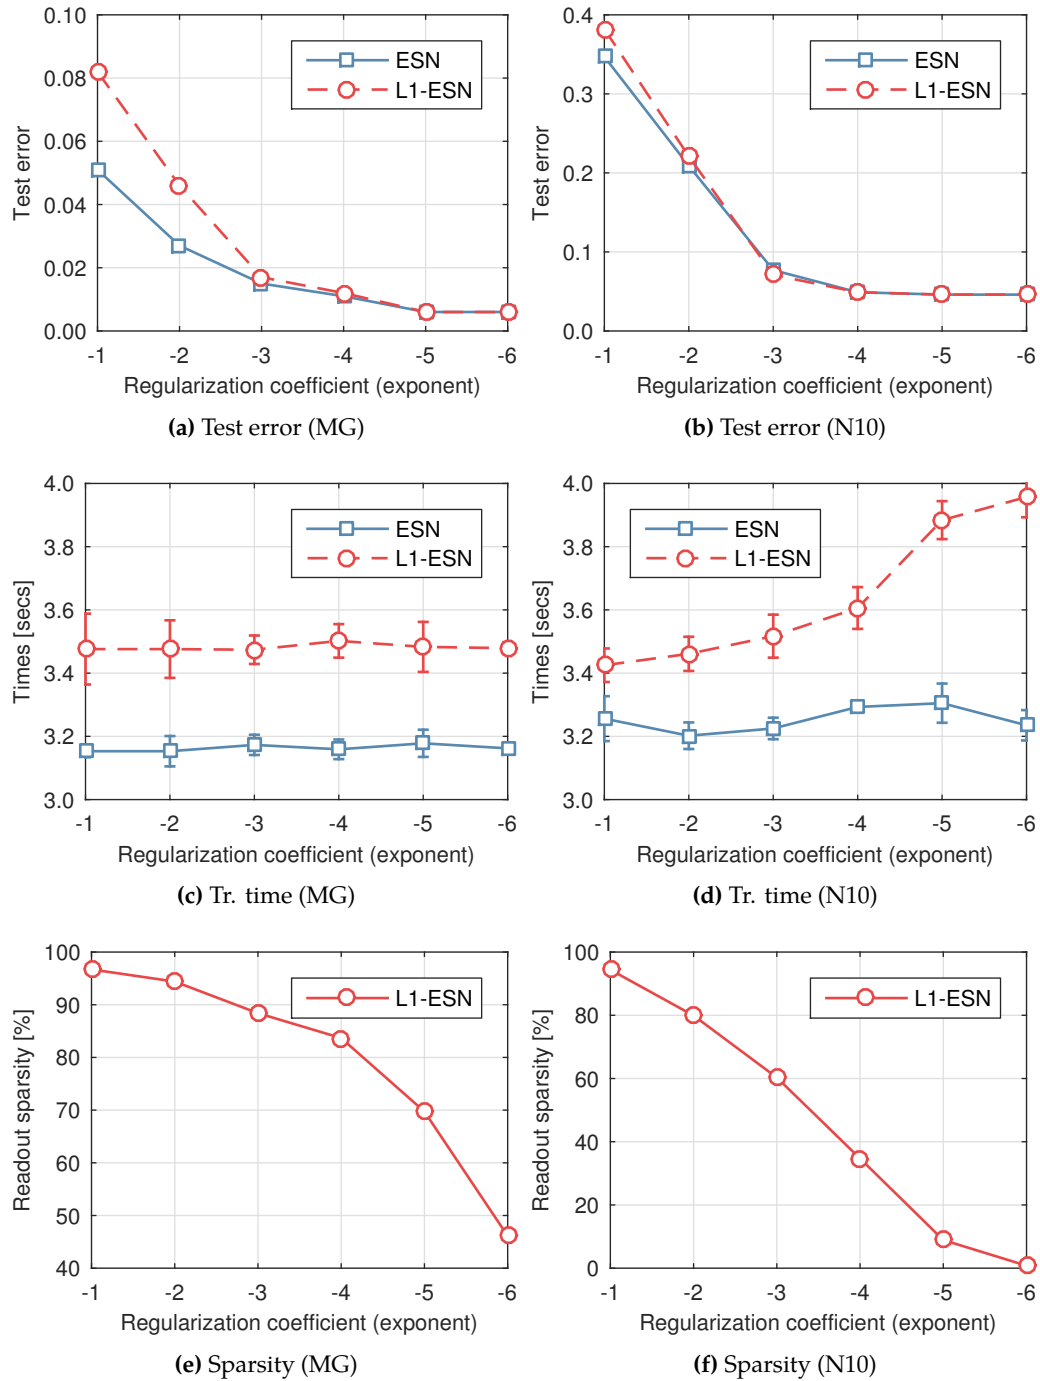 0.10
0.08
0.06
0.04
0.02
0.00
Test error
ESN
L1-ESN
-1 -2 -3 -4 -5 -6
Regularization coefficient (exponent)
(a) Test error (MG)
0.4
0.3
0.2
0.1
0.0
Test error
ESN
L1-ESN
-1 -2 -3 -4 -5 -6
Regularization coefficient (exponent)
(b) Test error (N10)
4.0
3.8
3.6
3.4
3.2
3.0
Times [secs]
ESN
L1-ESN
-1 -2 -3 -4 -5 -6
Regularization coefficient (exponent)
(c) Tr. time (MG)
4.0
3.8
3.6
3.4
3.2
3.0
Times [secs]
ESN
L1-ESN
-1 -2 -3 -4 -5 -6
Regularization coefficient (exponent)
(d) Tr. time (N10)
100
90
80
70
60
50
40
Readout sparsity [%]
L1-ESN
-1 -2 -3 -4 -5 -6
Regularization coefficient (exponent)
(e) Sparsity (MG)
100
80
60
40
20
0
Readout sparsity [%]
L1-ESN
-1 -2 -3 -4 -5 -6
Regularization coefficient (exponent)
(f) Sparsity (N10)